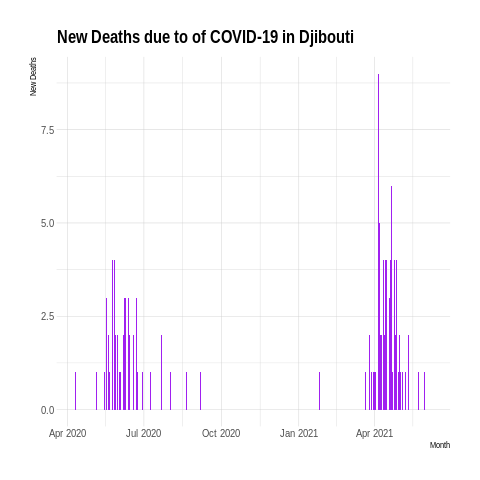 New Deaths due to of COVID-19 in Djibouti
New Deaths
7.5
5.0
2.5
0.0
Apr 2020 Jul 2020 Oct 2020 Jan 2021 Apr 2021
Month